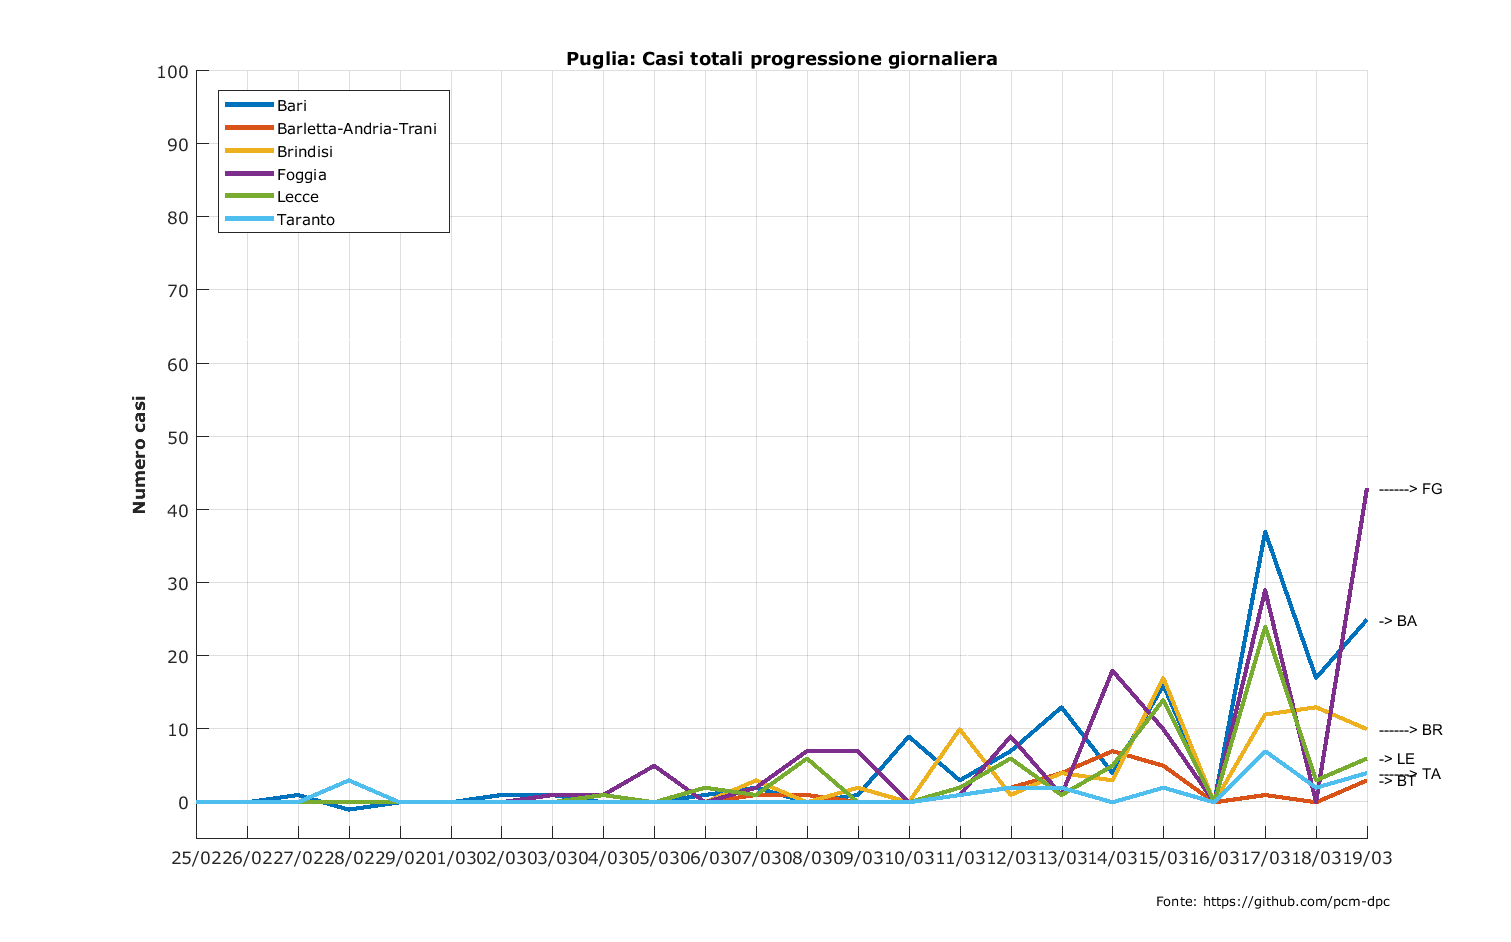 Puglia: Casi totali progressione giornaliera
100
90
80
70
60
50
40
30
20
10
0
Numero casi
Bari
Barletta-Andria-Trani
Brindisi
Foggia
Lecce
Taranto
------> FG
-> BA
------> BR
-> LE
------> TA
-> BT
25/02 26/02 27/02 28/02 29/02 01/03 02/03 03/03 04/03 05/03 06/03 07/03 08/03 09/03 10/03 11/03 12/03 13/03 14/03 15/03 16/03 17/03 18/03 19/03
Fonte: https://github.com/pcm-dpc